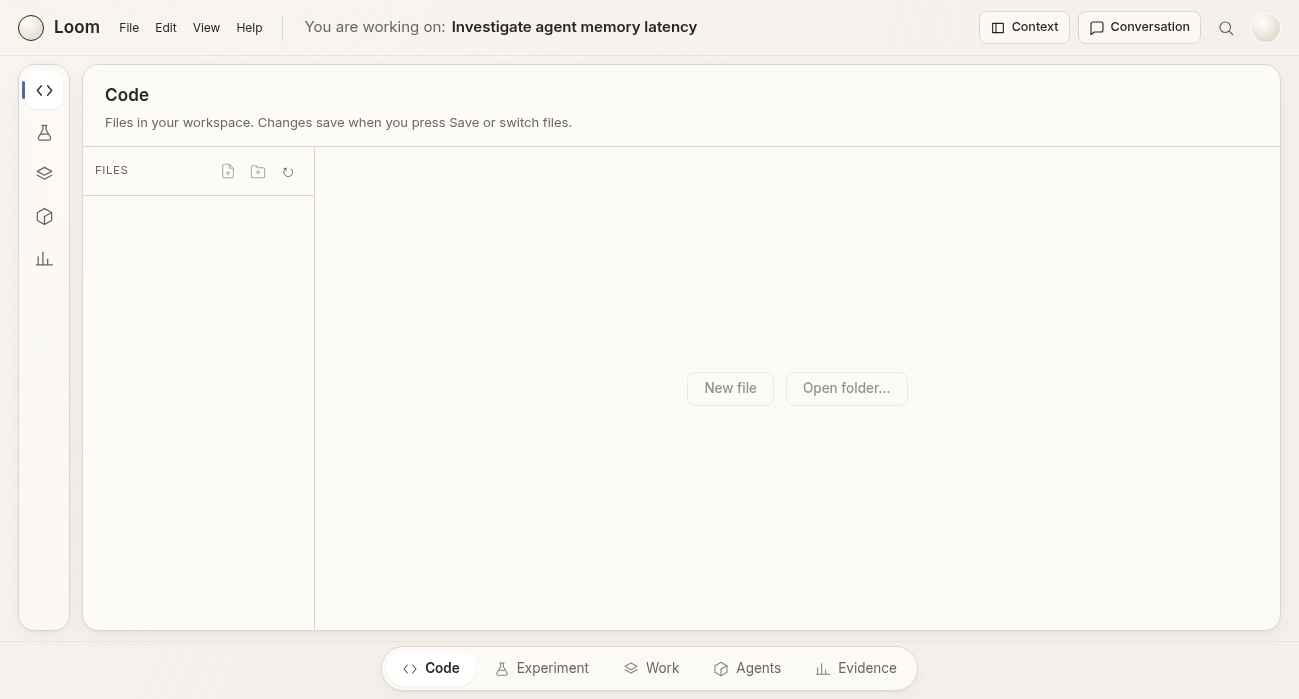 Loom File Edit View Help You are working on: Investigate agent memory latency Context Conversation
Code
Files in your workspace. Changes save when you press Save or switch files.
FILES
New file Open folder...
Code Experiment Work Agents Evidence